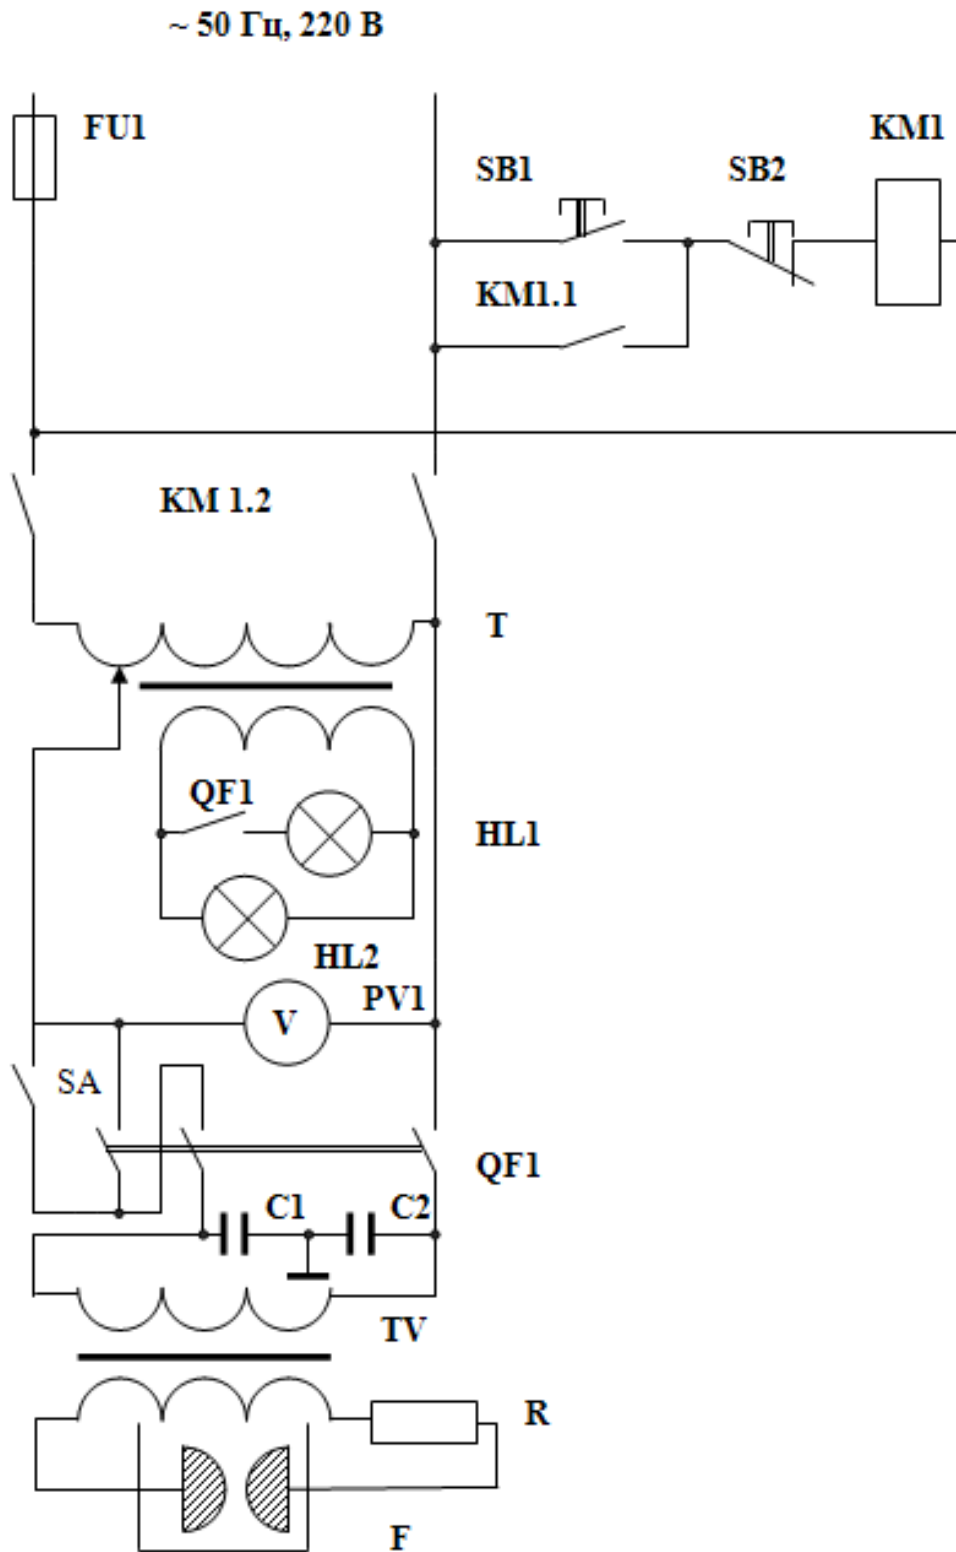 ~ 50 Гц, 220 В
FU1
KM1
SB1
SB2
KM1.1
KM 1.2
T
QF1
HL1
HL2
PV1
V
SA
QF1
C1
C2
TV
R
F